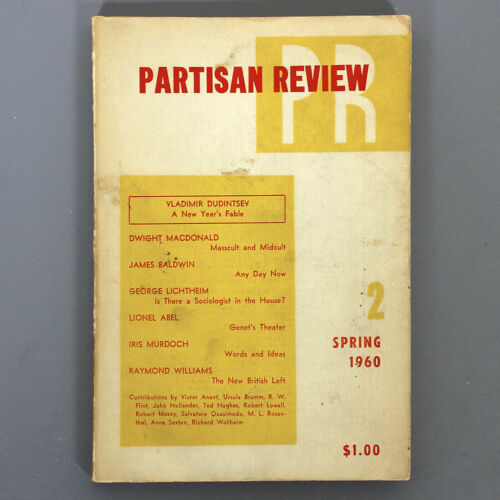 PR
PARTISAN REVIEW
VLADIMIR DUDINTSEV
A New Year's Fable
DWIGHT MACDONALD
Masscult and Midcult
JAMES BALDWIN
Any Day Now
GEORGE LICHTHEIM
Is There a Sociologist in the House?
LIONEL ABEL
Genet's Theater
IRIS MURDOCH
Words and Ideas
RAYMOND WILLIAMS
The New British Left
Contributions by Victor Anant, Ursula Brumm, R. W.
Flint, John Hollander, Ted Hughes, Robert Lowell,
Robert Mezey, Salvatore Quasimodo, M. L. Rosen-
thal, Anne Sexton, Richard Wollheim
2
SPRING
1960
$1.00